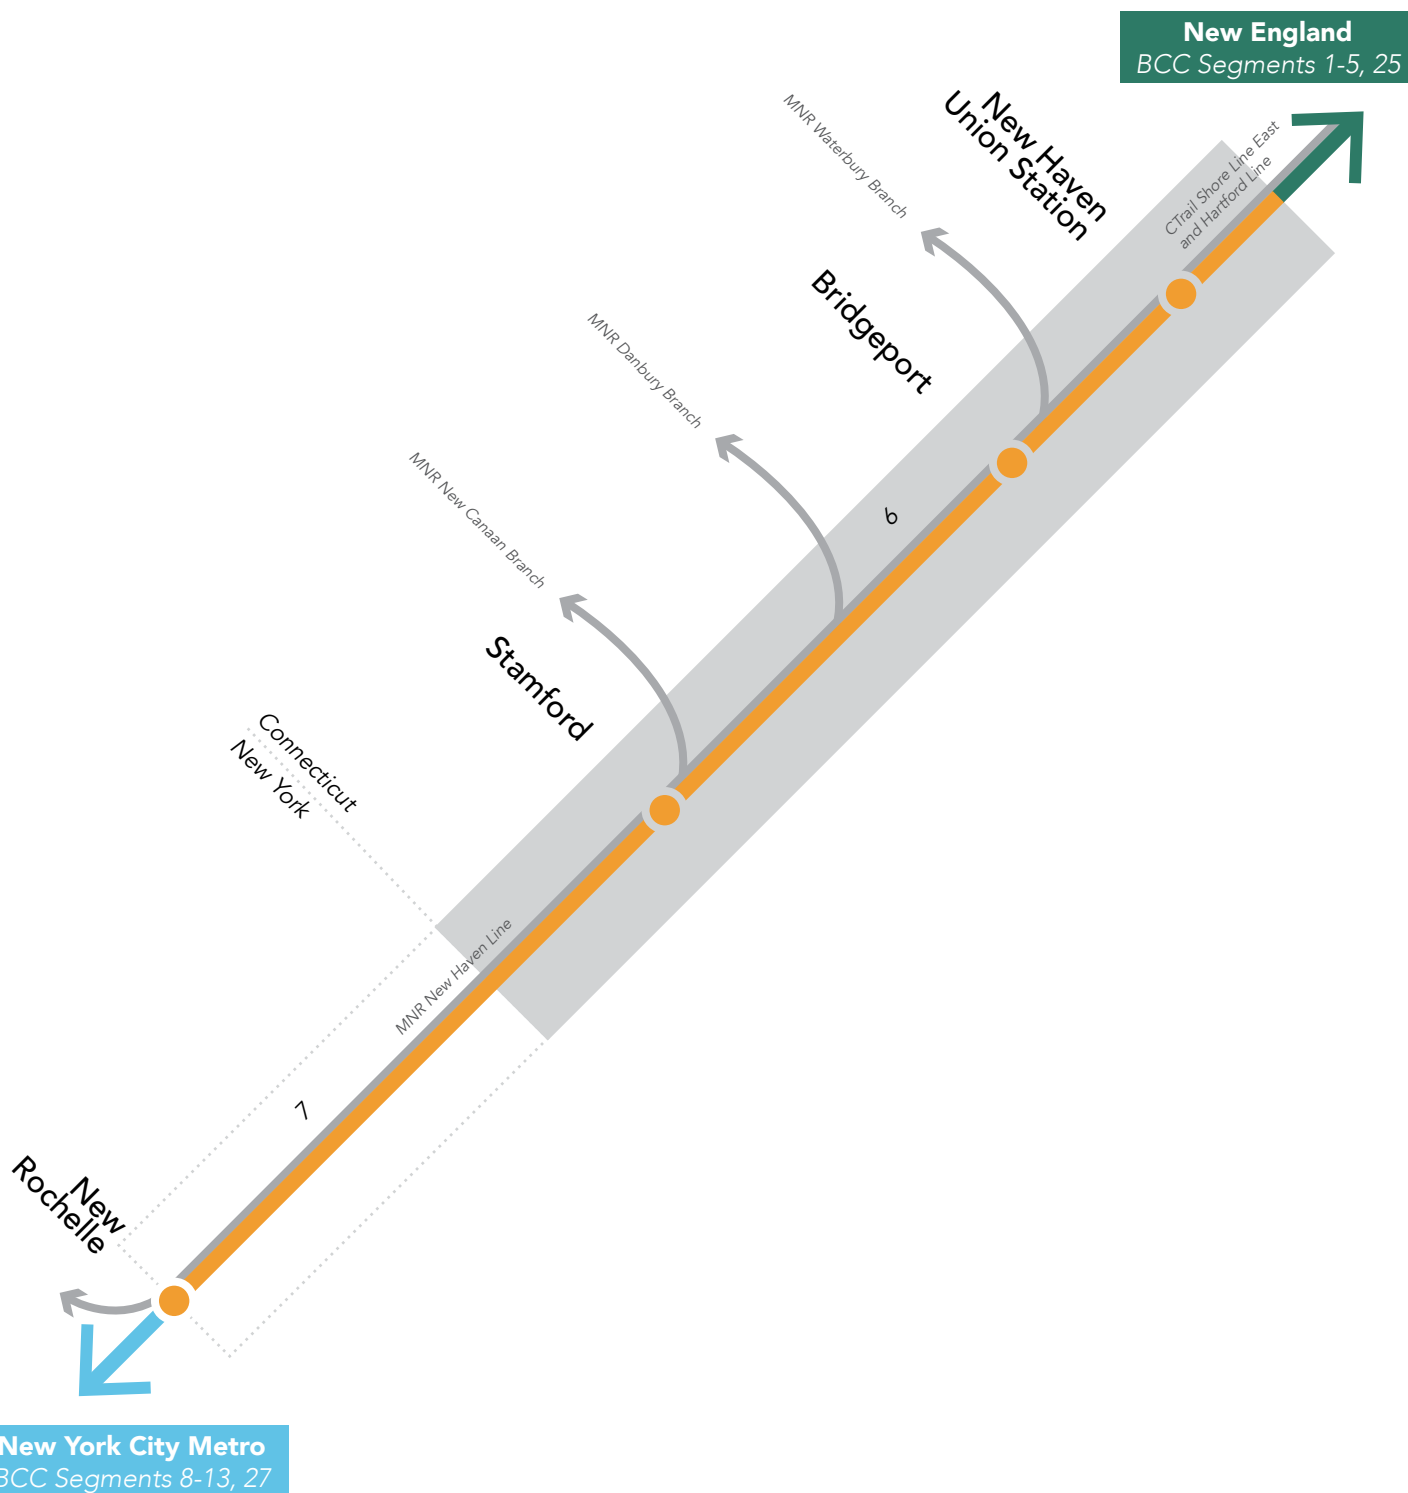 New England
BCC Segments 1-5, 25
New Haven
Union Station
CTrail Shore Line East
and Hartford Line
MNR Waterbury Branch
Bridgeport
MNR Danbury Branch
6
MNR New Canaan Branch
Stamford
Connecticut
New York
MNR New Haven Line
7
New
Rochelle
New York City Metro
BCC Segments 8-13, 27